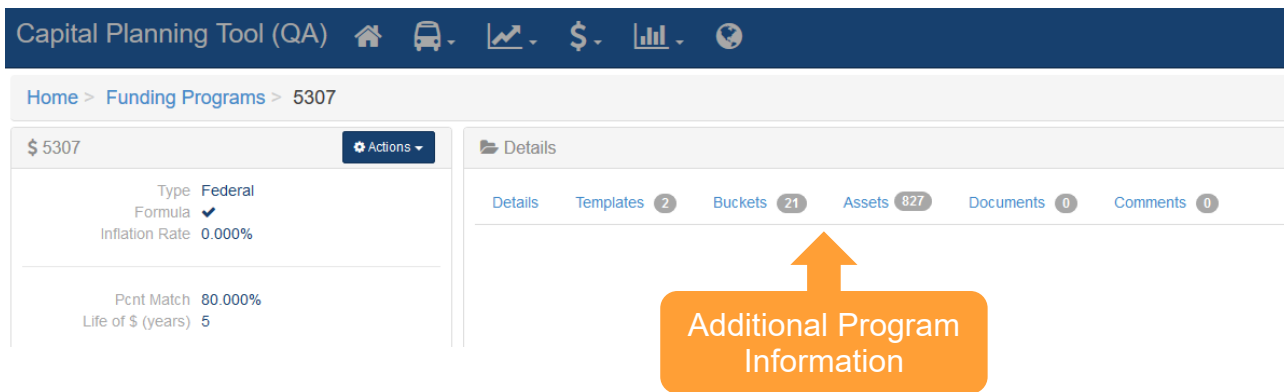 Capital Planning Tool (QA)
Home > Funding Programs > 5307
$ 5307
Actions
Type Federal
Formula ✔
Inflation Rate 0.000%
Pcnt Match 80.000%
Life of $ (years) 5
Details
Details Templates 2 Buckets 21 Assets 827 Documents 0 Comments 0
Additional Program
Information